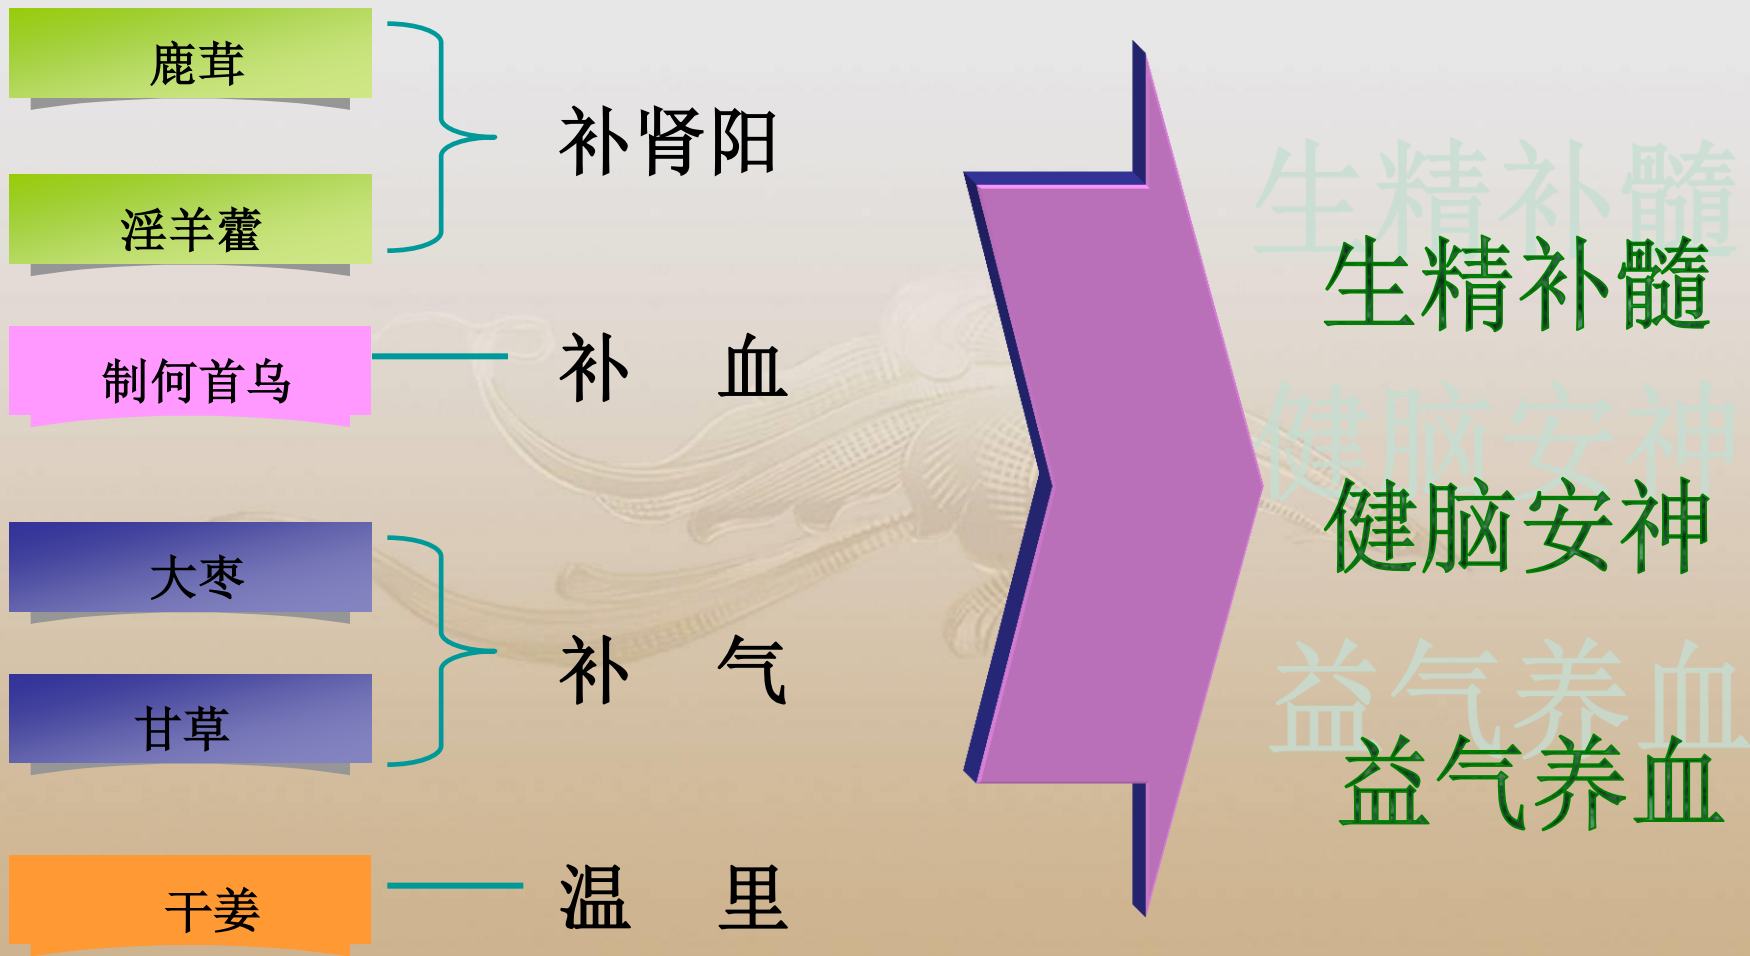 鹿茸
淫羊藿
补肾阳
制何首乌
补 血
大枣
甘草
补 气
干姜
温 里
生精补髓
健脑安神
益气养血